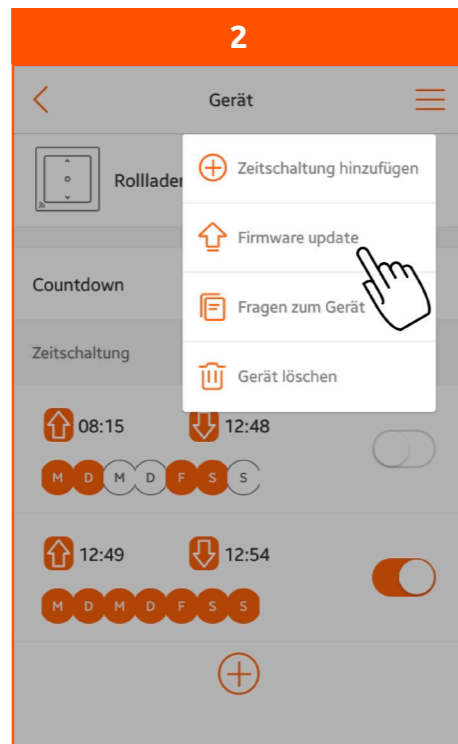 2
Gerät
Rollladen
Zeitschaltung hinzufügen
Firmware update
Countdown
Fragen zum Gerät
Zeitschaltung
Gerät löschen
08:15 12:48
M D M D F S S
12:49 12:54
M D M D F S S